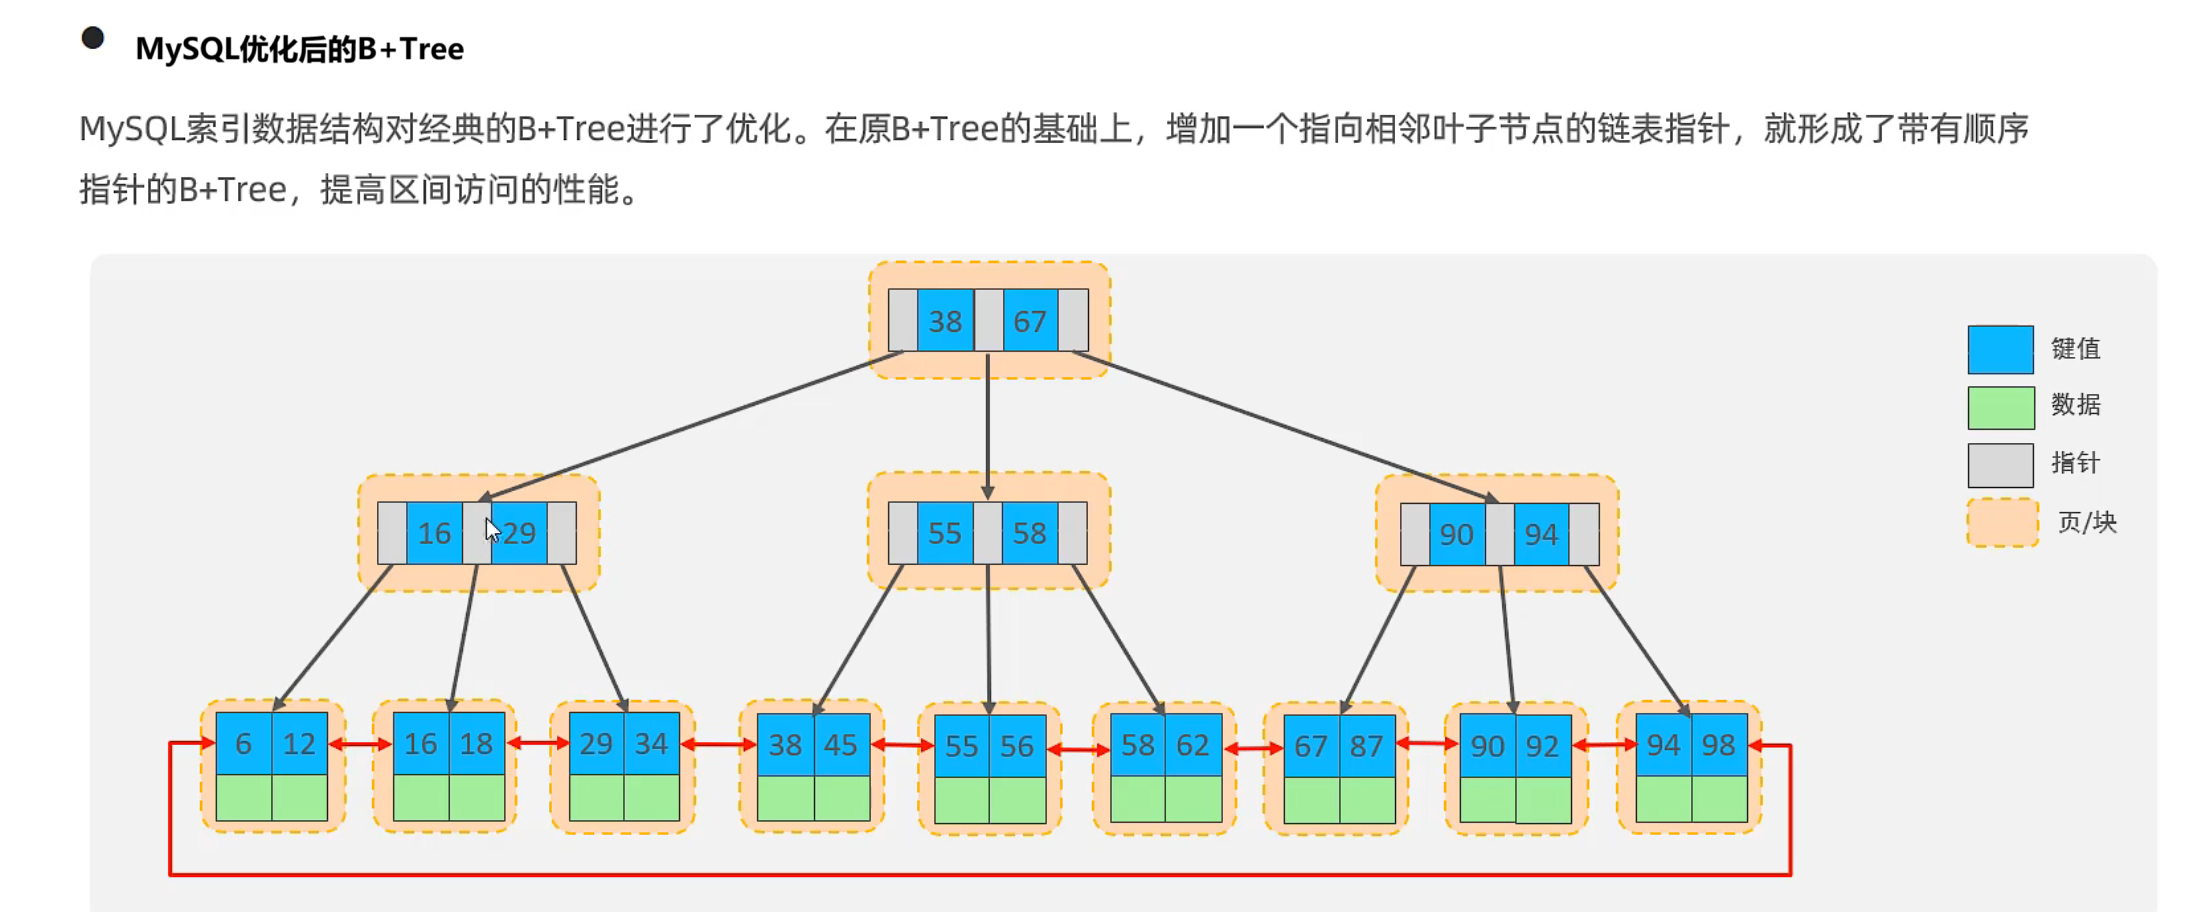 MySQL优化后的B+Tree
MySQL索引数据结构对经典的B+Tree进行了优化。在原B+Tree的基础上，增加一个指向相邻叶子节点的链表指针，就形成了带有顺序
指针的B+Tree，提高区间访问的性能。
38 67
键值
数据
指针
页/块
16 29
55 58
90 94
6 12
16 18
29 34
38 45
55 56
58 62
67 87
90 92
94 98